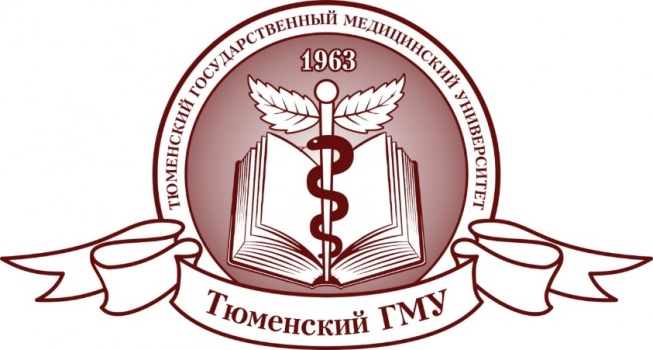 ТЮМЕНСКИЙ ГОСУДАРСТВЕННЫЙ МЕДИЦИНСКИЙ УНИВЕРСИТЕТ
1963
Тюменский ГМУ